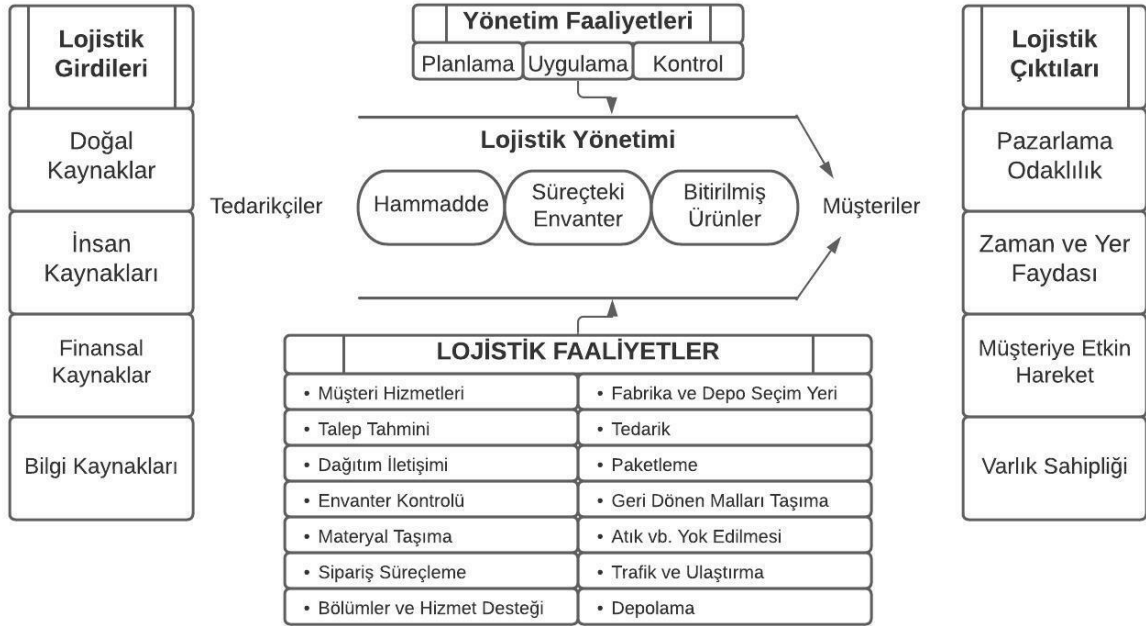 Lojistik
Girdileri
Doğal
Kaynaklar
İnsan
Kaynakları
Finansal
Kaynaklar
Bilgi Kaynakları
Yönetim Faaliyetleri
Planlama
Uygulama
Kontrol
Lojistik Yönetimi
Tedarikçiler
Hammadde
Süreçteki
Envanter
Bitirilmiş
Ürünler
Müşteriler
LOJİSTİK FAALİYETLER
• Müşteri Hizmetleri
• Fabrika ve Depo Seçim Yeri
• Talep Tahmini
• Tedarik
• Dağıtım İletişimi
• Paketleme
• Envanter Kontrolü
• Geri Dönen Malları Taşıma
• Materyal Taşıma
• Atık vb. Yok Edilmesi
• Sipariş Süreçleme
• Trafik ve Ulaştırma
• Bölümler ve Hizmet Desteği
• Depolama
Lojistik
Çıktıları
Pazarlama
Odaklılık
Zaman ve Yer
Faydası
Müşteriye Etkin
Hareket
Varlık Sahipliği